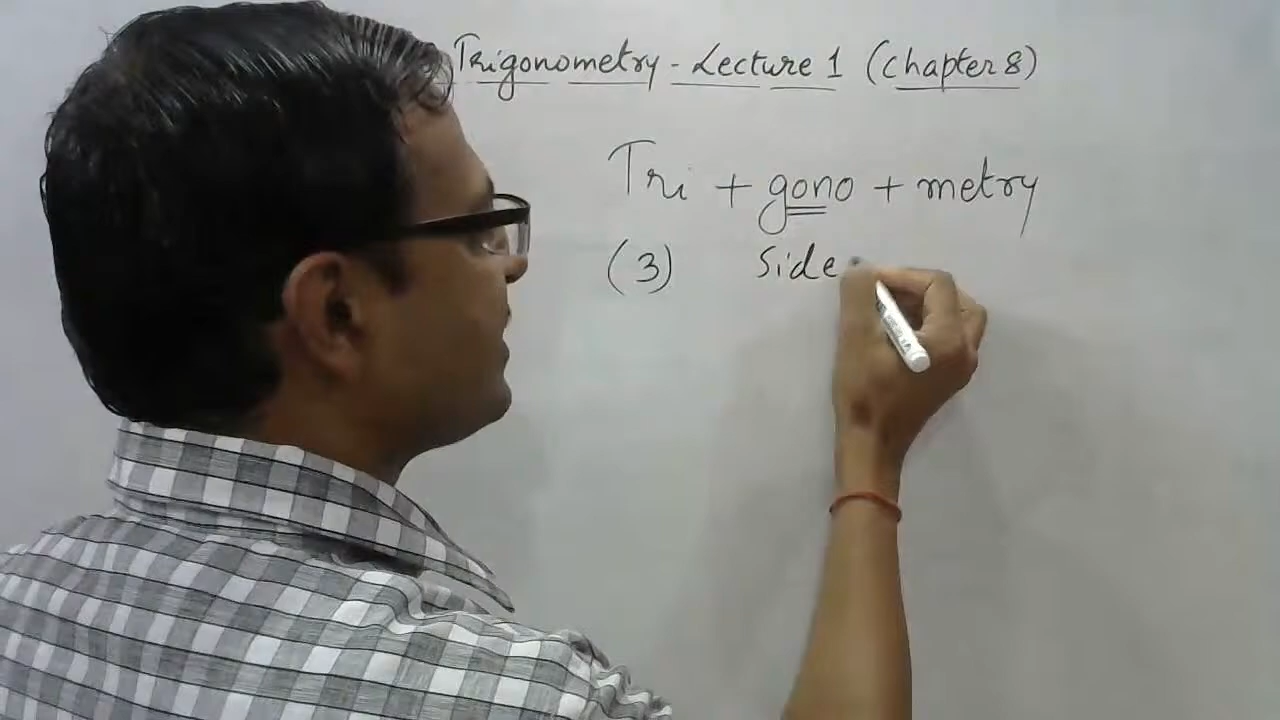 Trigonometry - Lecture 1 (Chapter 8)
Tri + gono + metry
(3) Side